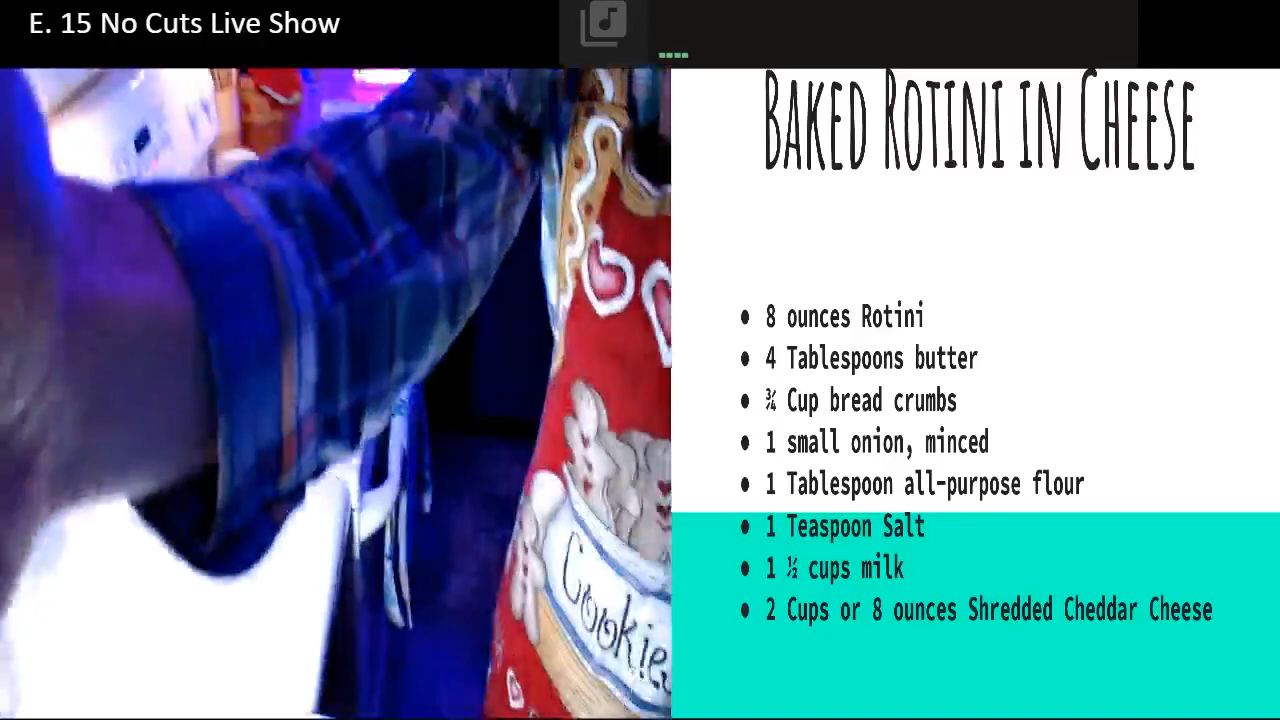 E. 15 No Cuts Live Show
Baked Rotini in Cheese
• 8 ounces Rotini
• 4 Tablespoons butter
• ¾ Cup bread crumbs
• 1 small onion, minced
• 1 Tablespoon all-purpose flour
• 1 Teaspoon Salt
• 1 ½ cups milk
• 2 Cups or 8 ounces Shredded Cheddar Cheese
Cookies